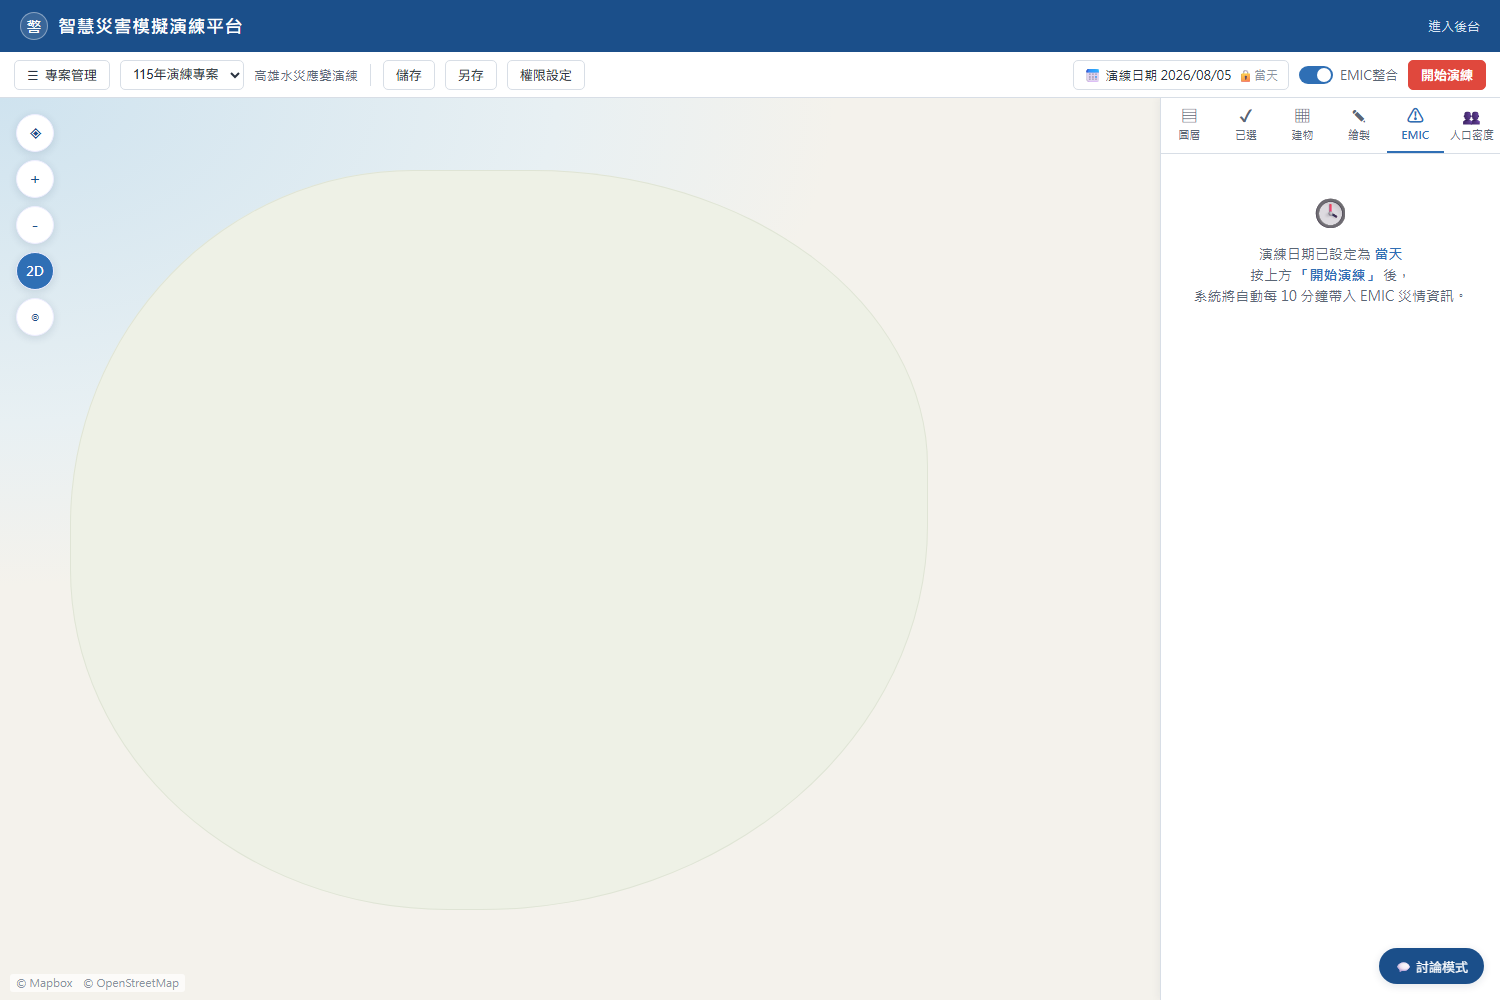 警 智慧災害模擬演練平台
進入後台
☰ 專案管理
115年演練專案
高雄水災應變演練
儲存
另存
權限設定
演練日期 2026/08/05 當天
EMIC整合
開始演練
圖層
已選
建物
繪製
EMIC
人口密度
+
-
2D
演練日期已設定為 當天
按上方「開始演練」後，
系統將自動每 10 分鐘帶入 EMIC 災情資訊。
© Mapbox © OpenStreetMap
討論模式